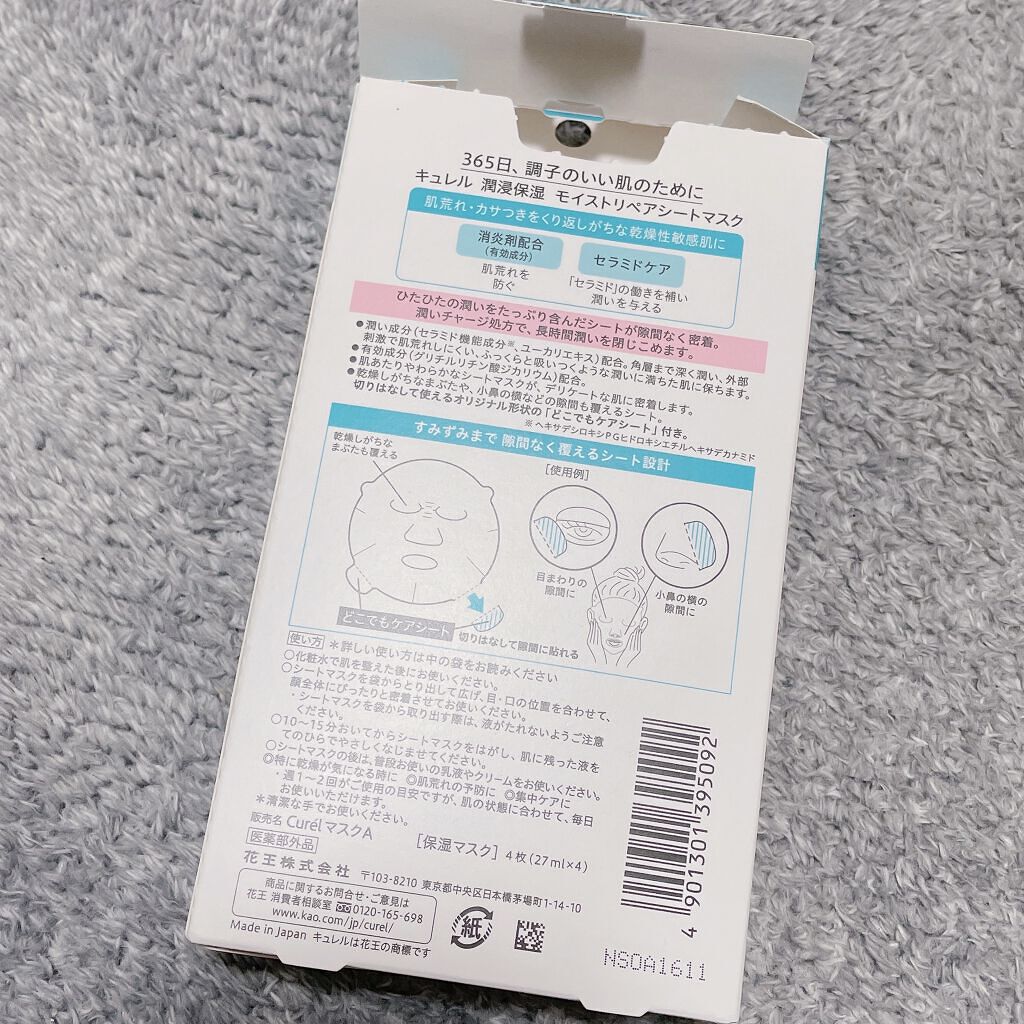 365日、調子のいい肌のために
キュレル 潤浸保湿 モイストリペアシートマスク
肌荒れ・カサつきをくり返しがちな乾燥性敏感肌に
消炎剤配合
(有効成分)
肌荒れを
防ぐ
セラミドケア
「セラミド」の働きを補い
潤いを与える
ひたひたの潤いをたっぷり含んだシートが隙間なく密着。
潤いチャージ処方で、長時間潤いを閉じこめます。
●潤い成分(セラミド機能成分※、ユーカリエキス)配合。角層まで深く潤い、外部
刺激で肌荒れしにくい、ふっくらと吸いつくような潤いに満ちた肌に保ちます。
●有効成分(グリチルリチン酸ジカリウム)配合。
●肌あたりやわらかなシートマスクが、デリケートな肌に密着します。
●乾燥しがちなまぶたや、小鼻の横などの隙間も覆えるシート。
切りはなして使えるオリジナル形状の「どこでもケアシート」付き。
※ヘキサデシロキシPGヒドロキシエチルヘキサデカナミド
すみずみまで 隙間なく覆えるシート設計
乾燥しがちな
まぶたも覆える
[使用例]
目まわりの
隙間に
小鼻の横の
隙間に
どこでもケアシート
切りはなして隙間に貼れる
使い方 *詳しい使い方は中の袋をお読みください
○化粧水で肌を整えた後にお使いください。
○シートマスクを袋からとり出して広げ、目・口の位置を合わせて、
顔全体にぴったりと密着させてお使いください。
・シートマスクを袋から取り出す際は、液がたれないようご注意
ください。
○10～15分おいてからシートマスクをはがし、肌に残った液を
てのひらでやさしくなじませてください。
○シートマスクの後は、普段お使いの乳液やクリームをお使いください。
◎特に乾燥が気になる時に ◎肌荒れの予防に ◎集中ケアに
・週1～2回がご使用の目安ですが、肌の状態に合わせて、毎日
お使いいただけます。
*清潔な手でお使いください。
販売名 Curél マスクA
医薬部外品
[保湿マスク] 4枚(27ml×4)
花王株式会社 〒103-8210 東京都中央区日本橋茅場町1-14-10
商品に関するお問合せ・ご意見は
花王 消費者相談室 0120-165-698
www.kao.com/jp/curel/
Made in Japan キュレルは花王の商標です
紙
4 901301 395092
NSOA1611